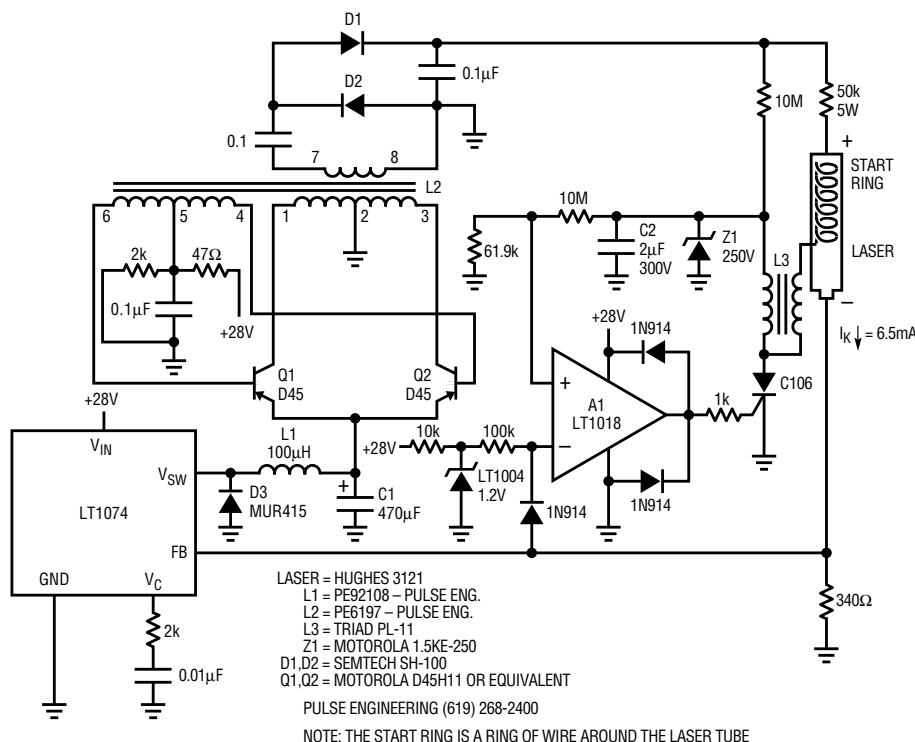 D1
0.1µF
D2
0.1
7 8
10M
50k
5W
+
START
RING
L2
6 5 4 1 2 3
10M
61.9k
C2
2µF
300V
Z1
250V
L3
LASER
–
2k
47Ω
0.1µF
+28V
IK ↓ = 6.5mA
Q1
D45
Q2
D45
+28V
1N914
+
A1
LT1018
–
1k
C106
+28V
VIN
VSW
LT1074
FB
GND
VC
L1
100µH
D3
MUR415
+
C1
470µF
+28V
10k
100k
LT1004
1.2V
1N914
1N914
340Ω
2k
0.01µF
LASER = HUGHES 3121
L1 = PE92108 – PULSE ENG.
L2 = PE6197 – PULSE ENG.
L3 = TRIAD PL-11
Z1 = MOTOROLA 1.5KE-250
D1,D2 = SEMTECH SH-100
Q1,Q2 = MOTOROLA D45H11 OR EQUIVALENT
PULSE ENGINEERING (619) 268-2400
NOTE: THE START RING IS A RING OF WIRE AROUND THE LASER TUBE